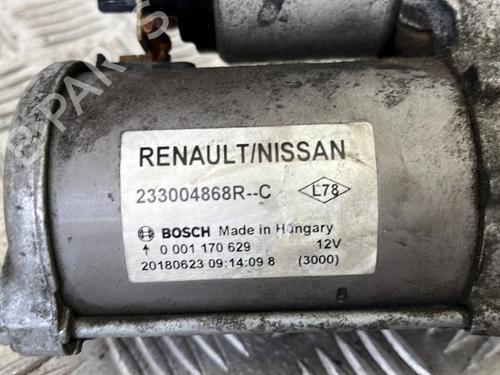 RENAULT/NISSAN
233004868R--C L78
BOSCH Made in Hungary
0 001 170 629 12V
20180623 09:14:09 8 (3000)